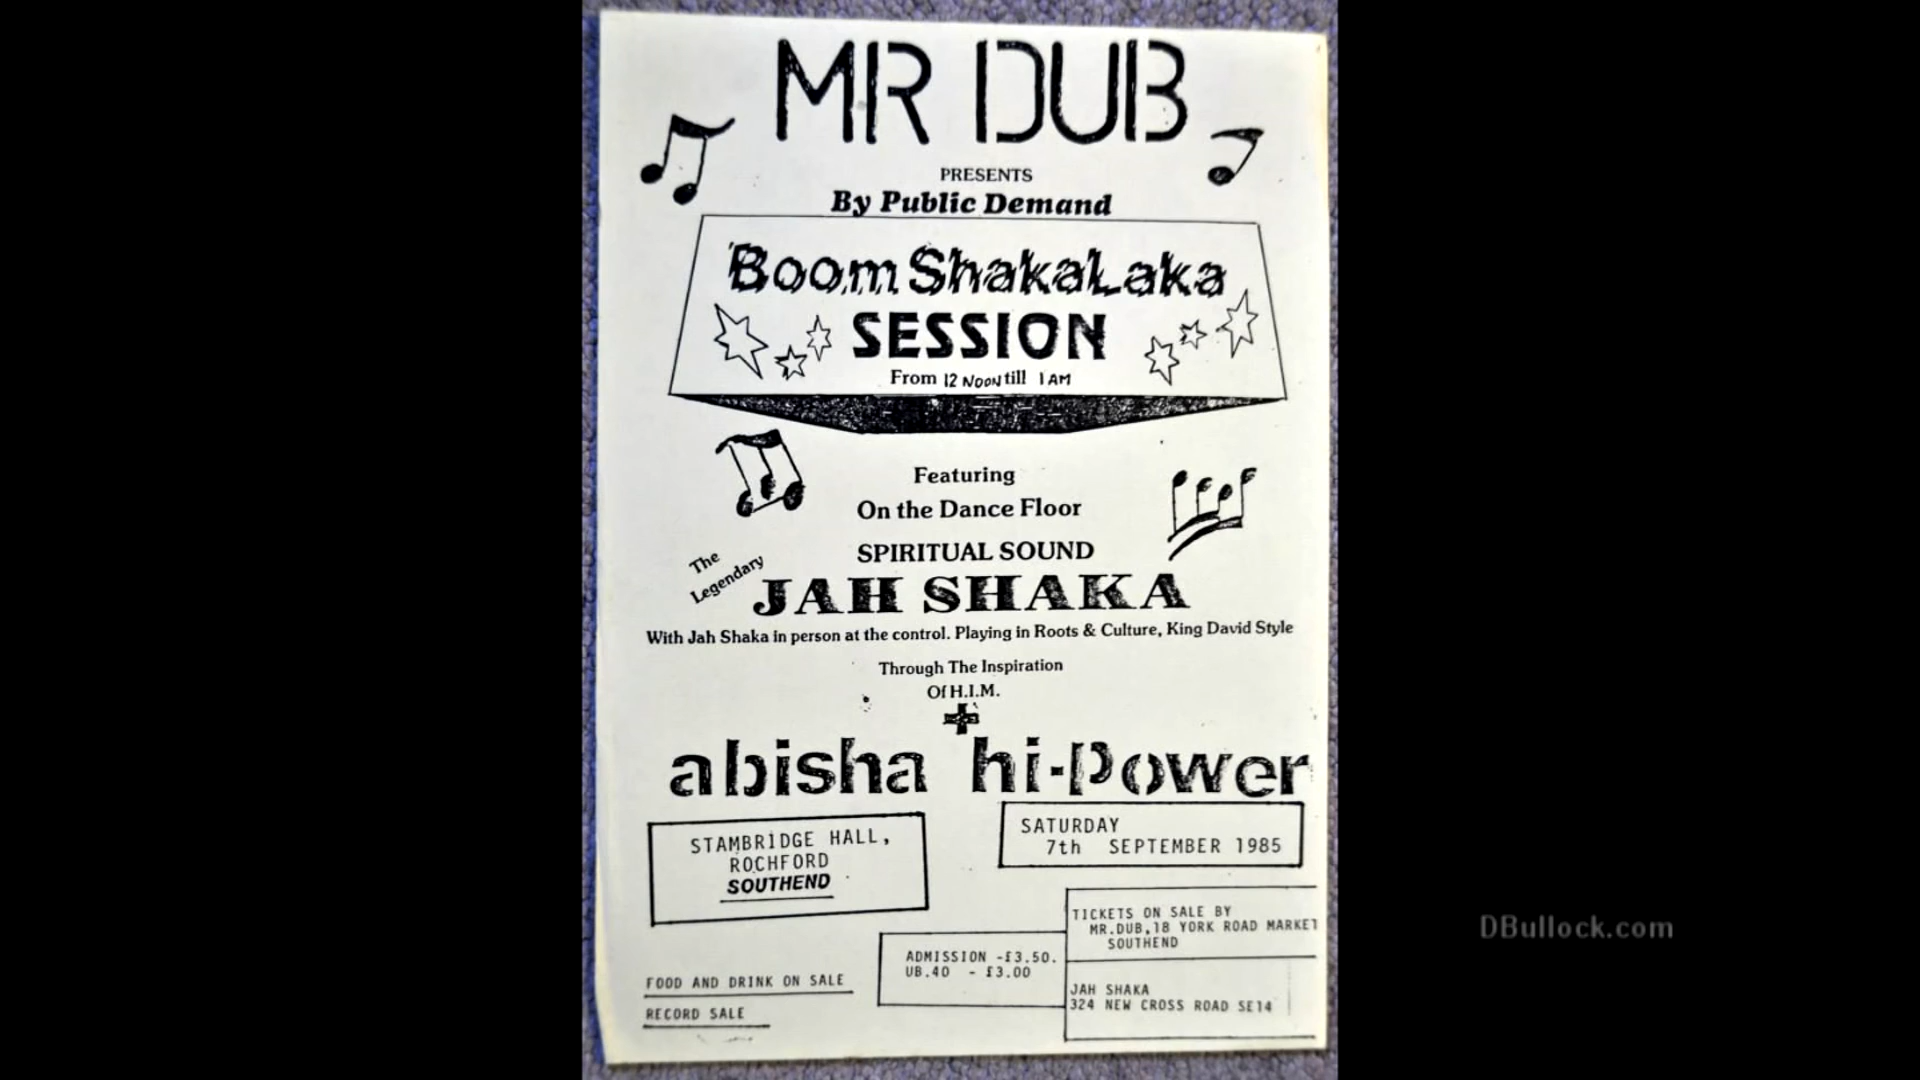 MR DUB
PRESENTS
By Public Demand
Boom ShakaLaka
SESSION
From 12 NOON till 1 AM
Featuring
On the Dance Floor
SPIRITUAL SOUND
The Legendary
JAH SHAKA
With Jah Shaka in person at the control. Playing in Roots & Culture, King David Style
Through The Inspiration
Of H.I.M.
+
abisha hi-Power
STAMBRIDGE HALL,
ROCHFORD
SOUTHEND
SATURDAY
7th SEPTEMBER 1985
TICKETS ON SALE BY
MR.DUB,18 YORK ROAD MARKET
SOUTHEND
ADMISSION -£3.50.
UB.40 - £3.00
JAH SHAKA
324 NEW CROSS ROAD SE14
FOOD AND DRINK ON SALE
RECORD SALE
DBullock.com